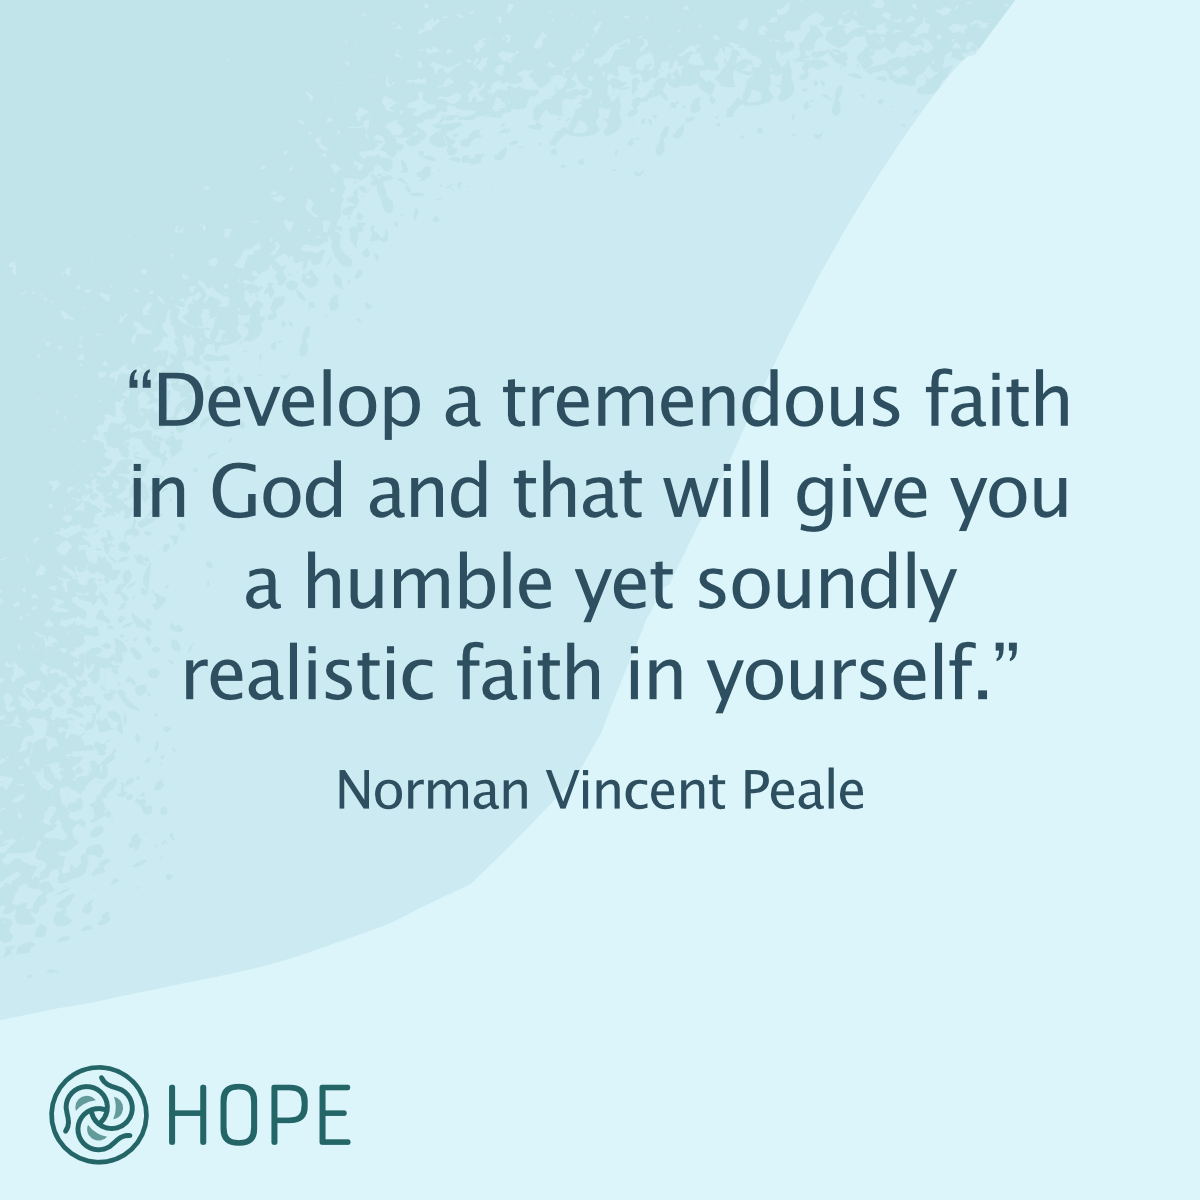 “Develop a tremendous faith
in God and that will give you
a humble yet soundly
realistic faith in yourself.”
Norman Vincent Peale
HOPE